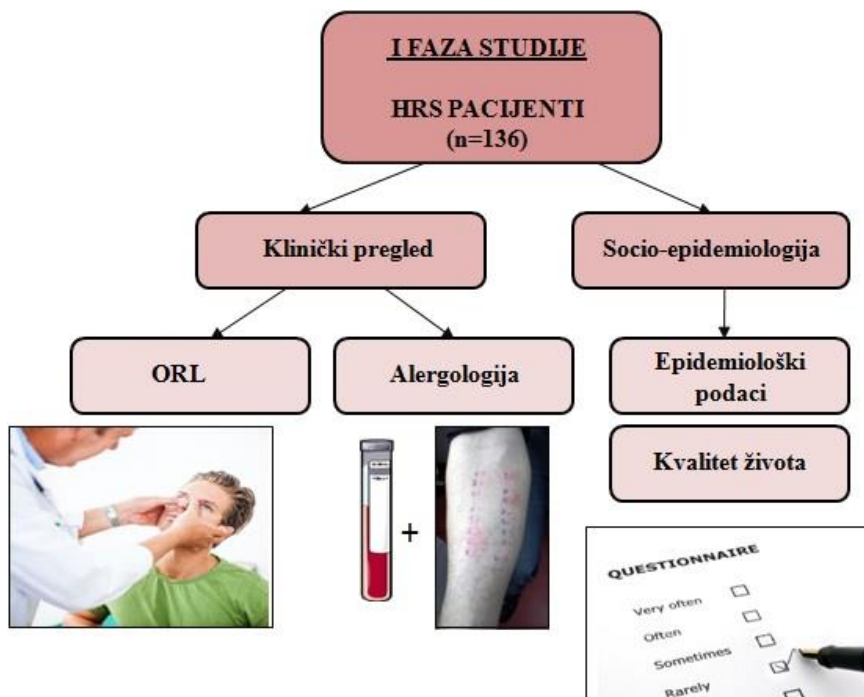 I FAZA STUDIJE
HRS PACIJENTI
(n=136)
Klinički pregled
Socio-epidemiologija
ORL
Alergologija
Epidemiološki
podaci
Kvalitet života
+
QUESTIONNAIRE
Very often
Often
Sometimes
Rarely